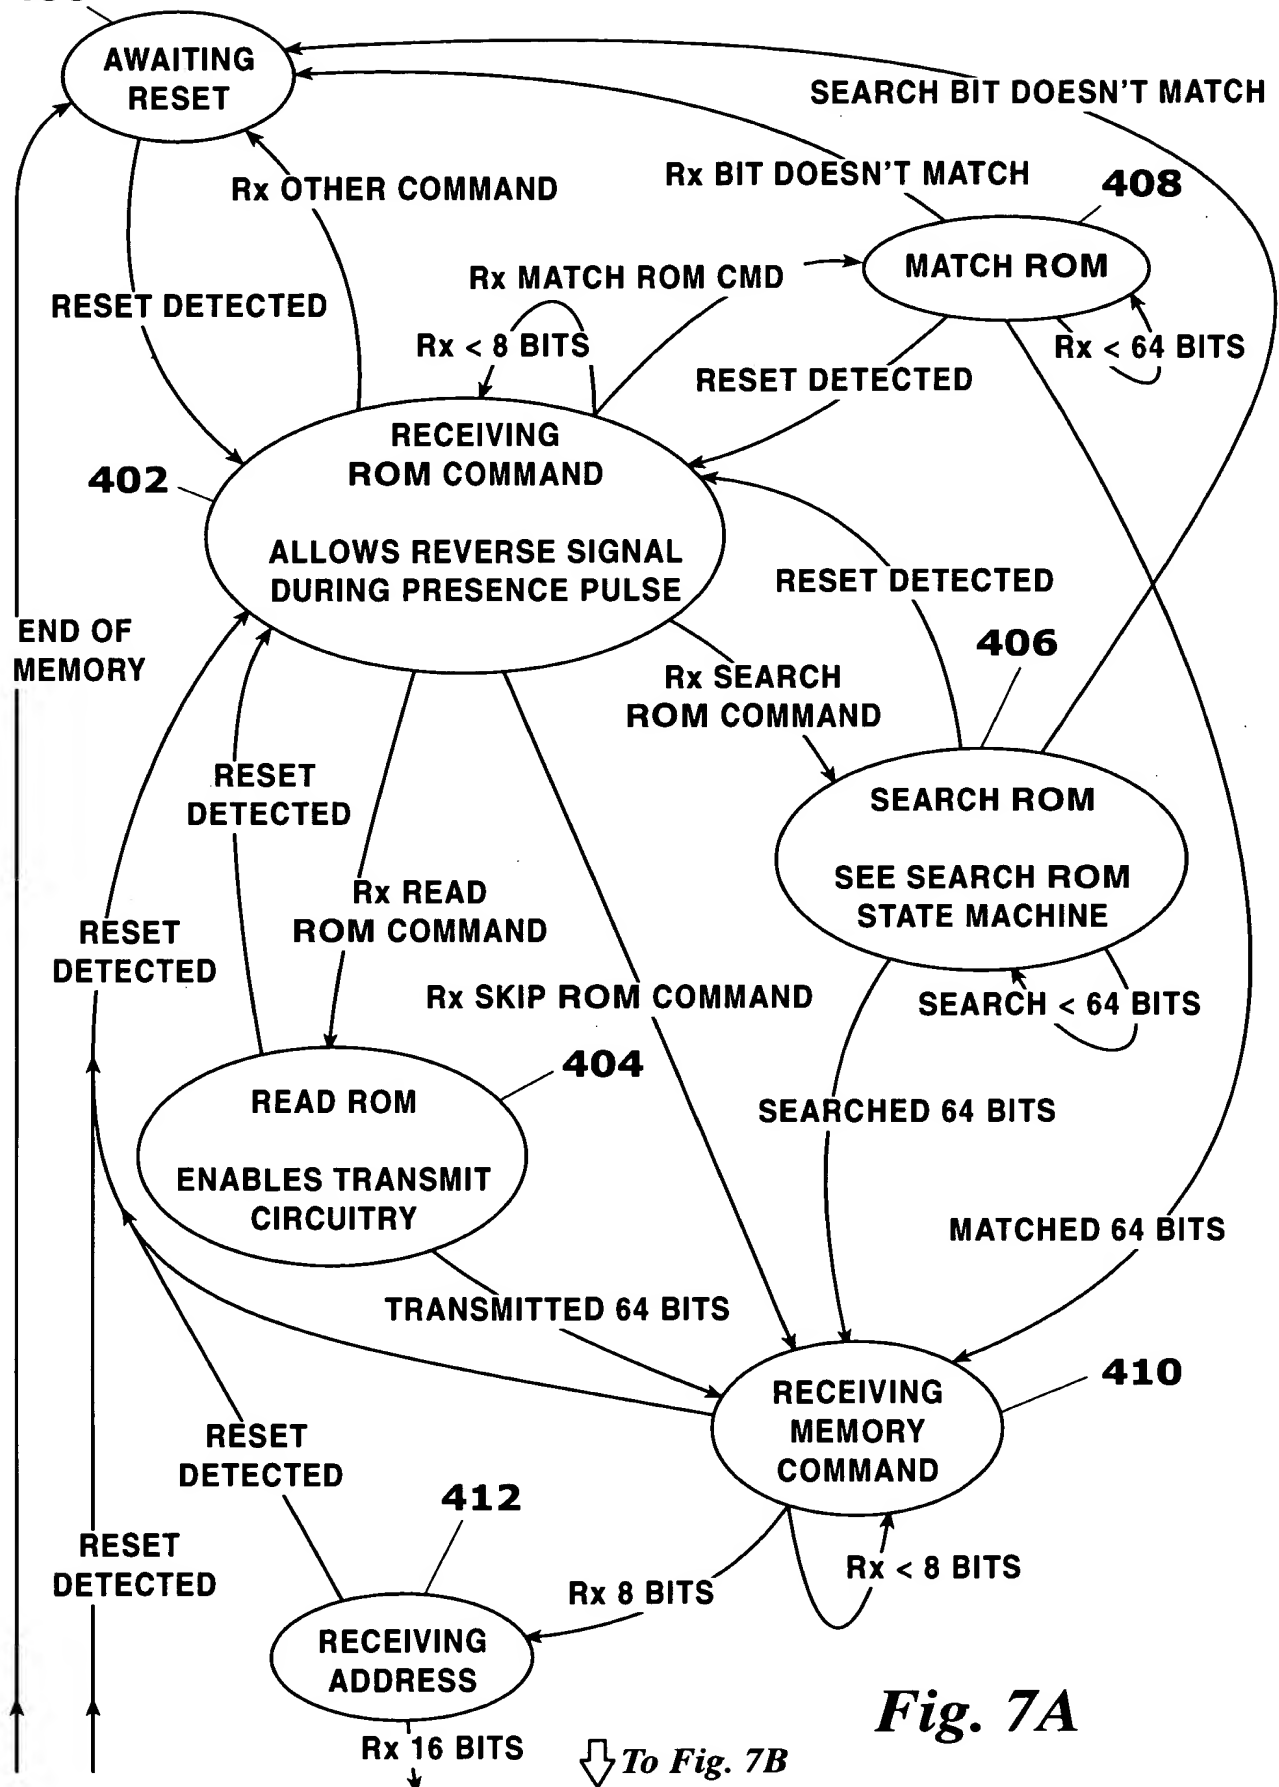 AWAITING
RESET
SEARCH BIT DOESN'T MATCH
Rx OTHER COMMAND
Rx BIT DOESN'T MATCH
408
MATCH ROM
Rx MATCH ROM CMD
RESET DETECTED
Rx < 8 BITS
Rx < 64 BITS
RESET DETECTED
RECEIVING
ROM COMMAND
402
ALLOWS REVERSE SIGNAL
DURING PRESENCE PULSE
RESET DETECTED
END OF
MEMORY
406
Rx SEARCH
ROM COMMAND
RESET
DETECTED
SEARCH ROM
SEE SEARCH ROM
STATE MACHINE
Rx READ
ROM COMMAND
RESET
DETECTED
Rx SKIP ROM COMMAND
SEARCH < 64 BITS
404
READ ROM
ENABLES TRANSMIT
CIRCUITRY
SEARCHED 64 BITS
MATCHED 64 BITS
TRANSMITTED 64 BITS
410
RECEIVING
MEMORY
COMMAND
RESET
DETECTED
412
RESET
DETECTED
Rx < 8 BITS
Rx 8 BITS
RECEIVING
ADDRESS
Fig. 7A
Rx 16 BITS
To Fig. 7B